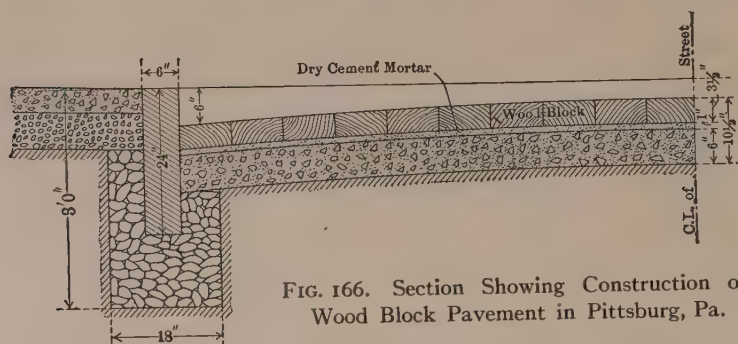 6"
Dry Cement Mortar
Street
6"
3½"
Wood Block
1"
6"
10½"
24"
3'0"
C.L. of
18"
FIG. 166. Section Showing Construction o
Wood Block Pavement in Pittsburg, Pa.